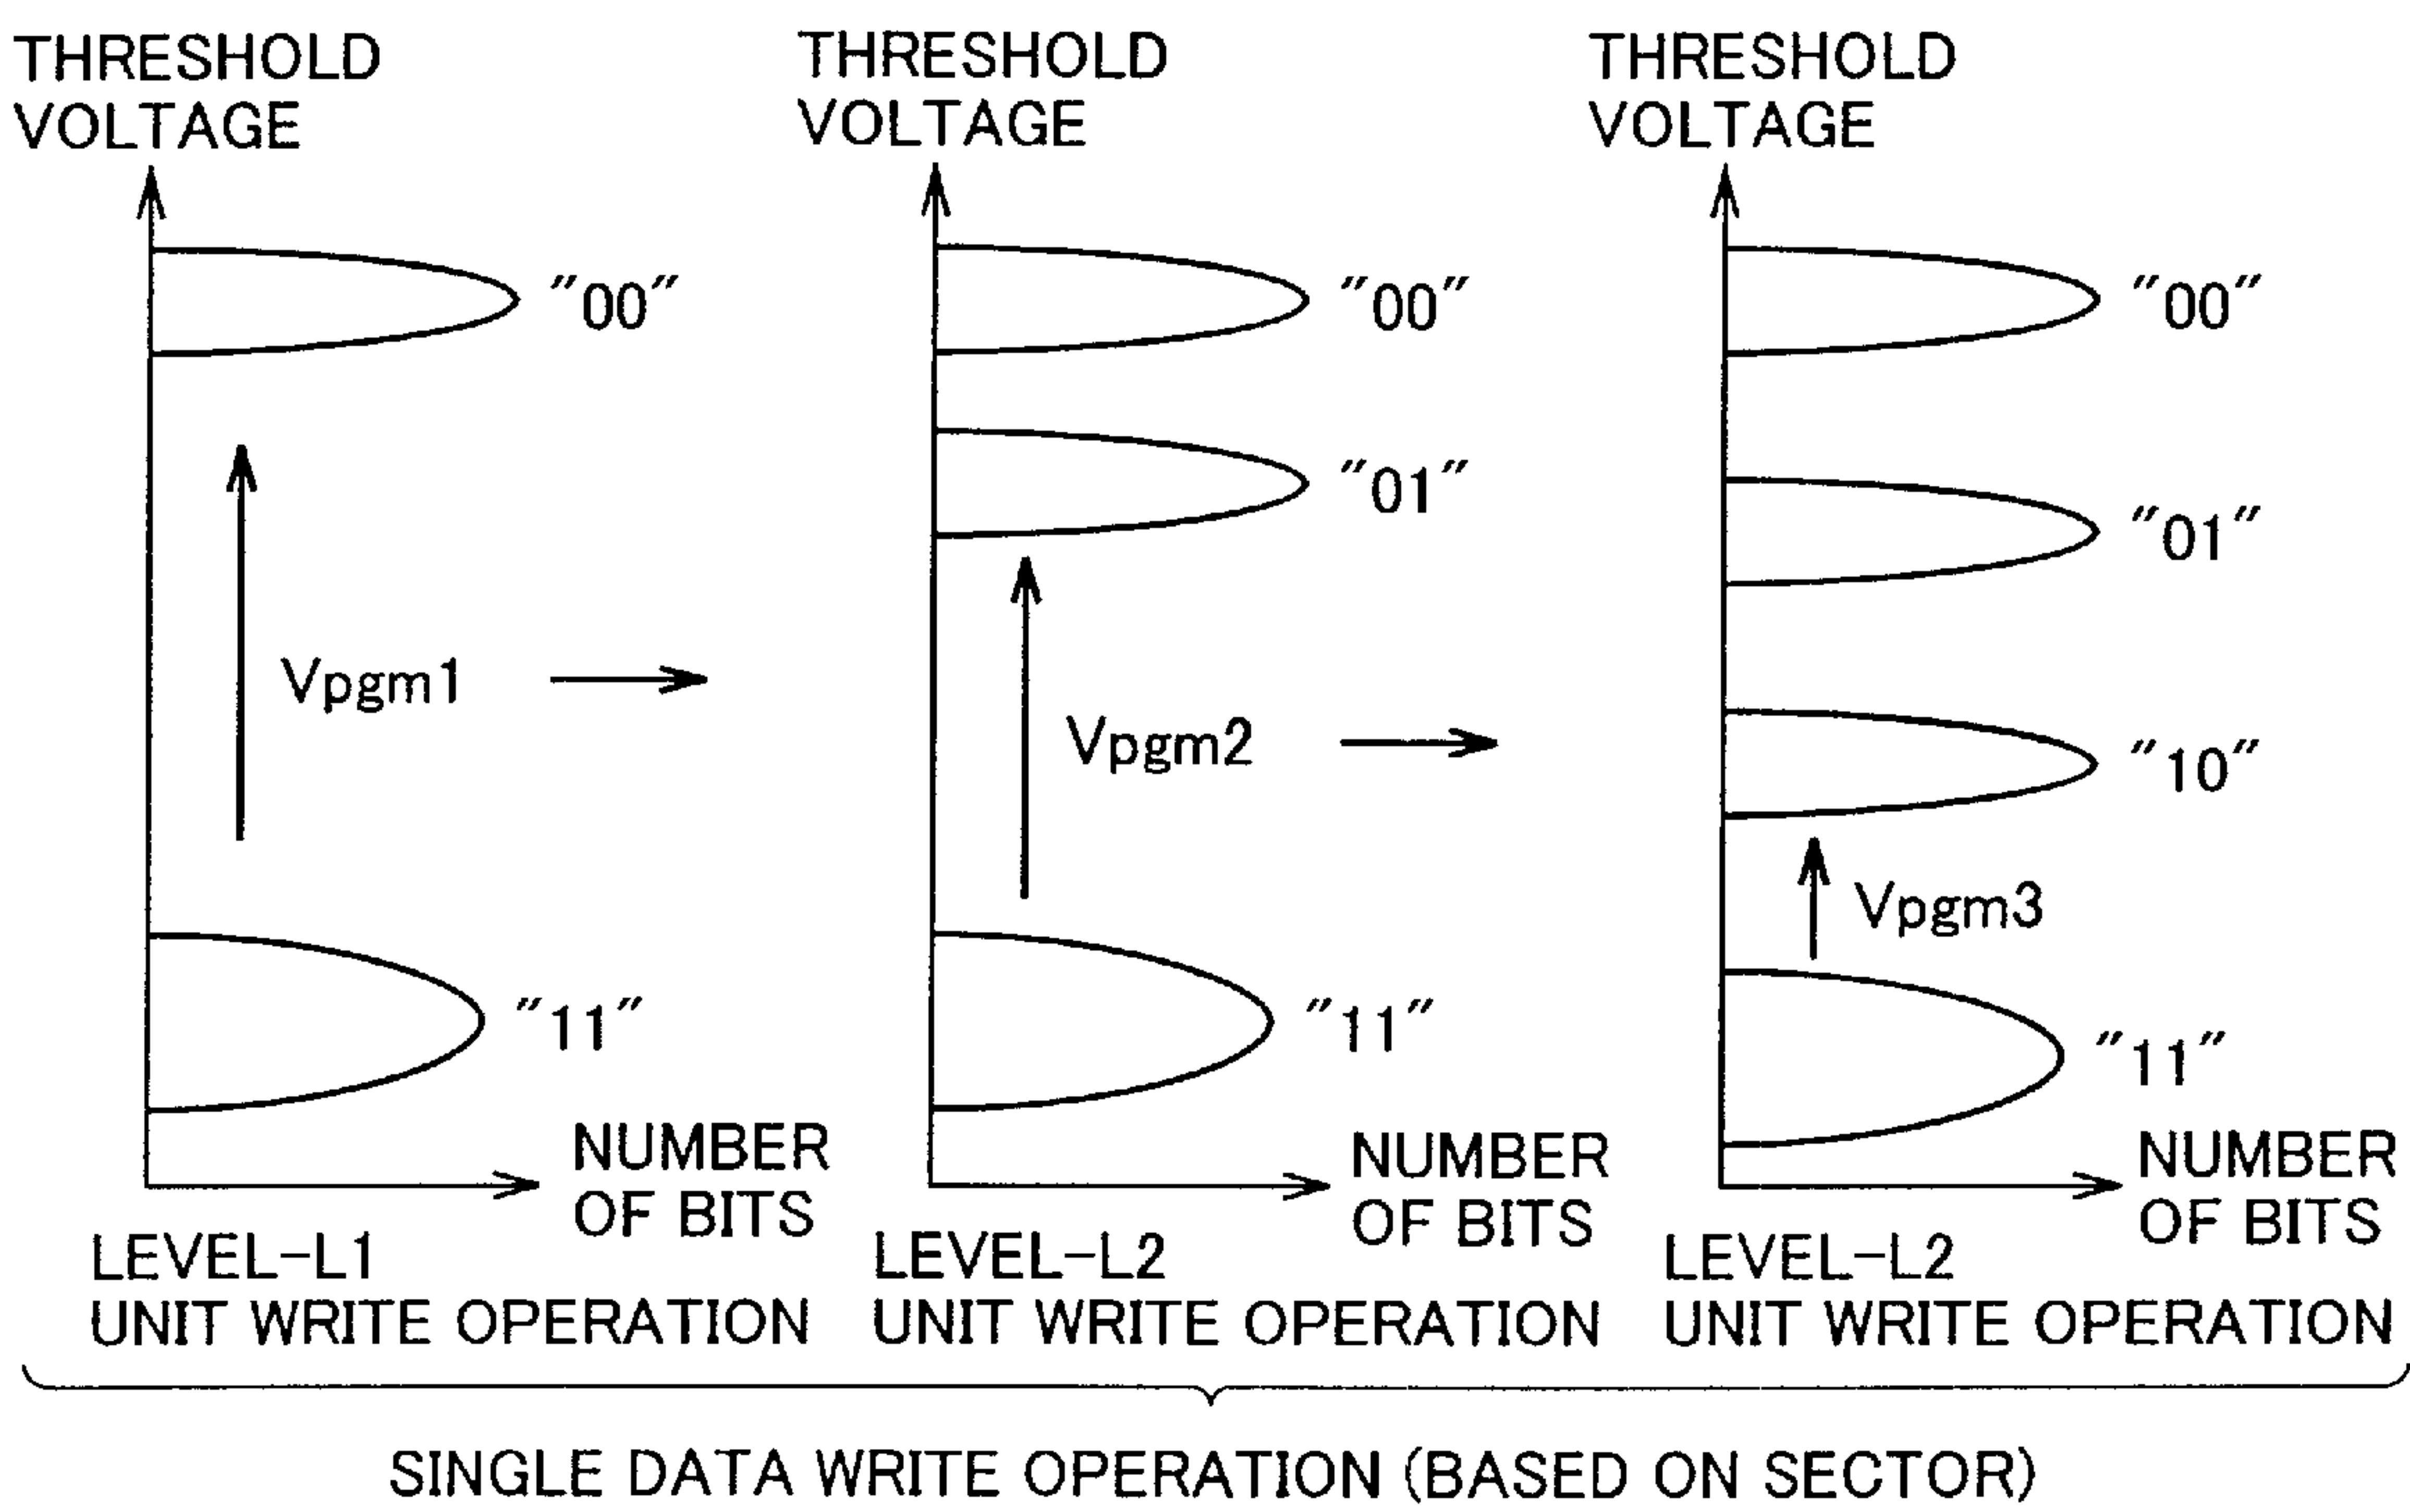 THRESHOLD
VOLTAGE
"00"
Vpgm1
"11"
NUMBER
OF BITS
LEVEL-L1
UNIT WRITE OPERATION
THRESHOLD
VOLTAGE
"00"
"01"
Vpgm2
"11"
NUMBER
OF BITS
LEVEL-L2
UNIT WRITE OPERATION
THRESHOLD
VOLTAGE
"00"
"01"
"10"
Vpgm3
"11"
NUMBER
OF BITS
LEVEL-L2
UNIT WRITE OPERATION
SINGLE DATA WRITE OPERATION (BASED ON SECTOR)